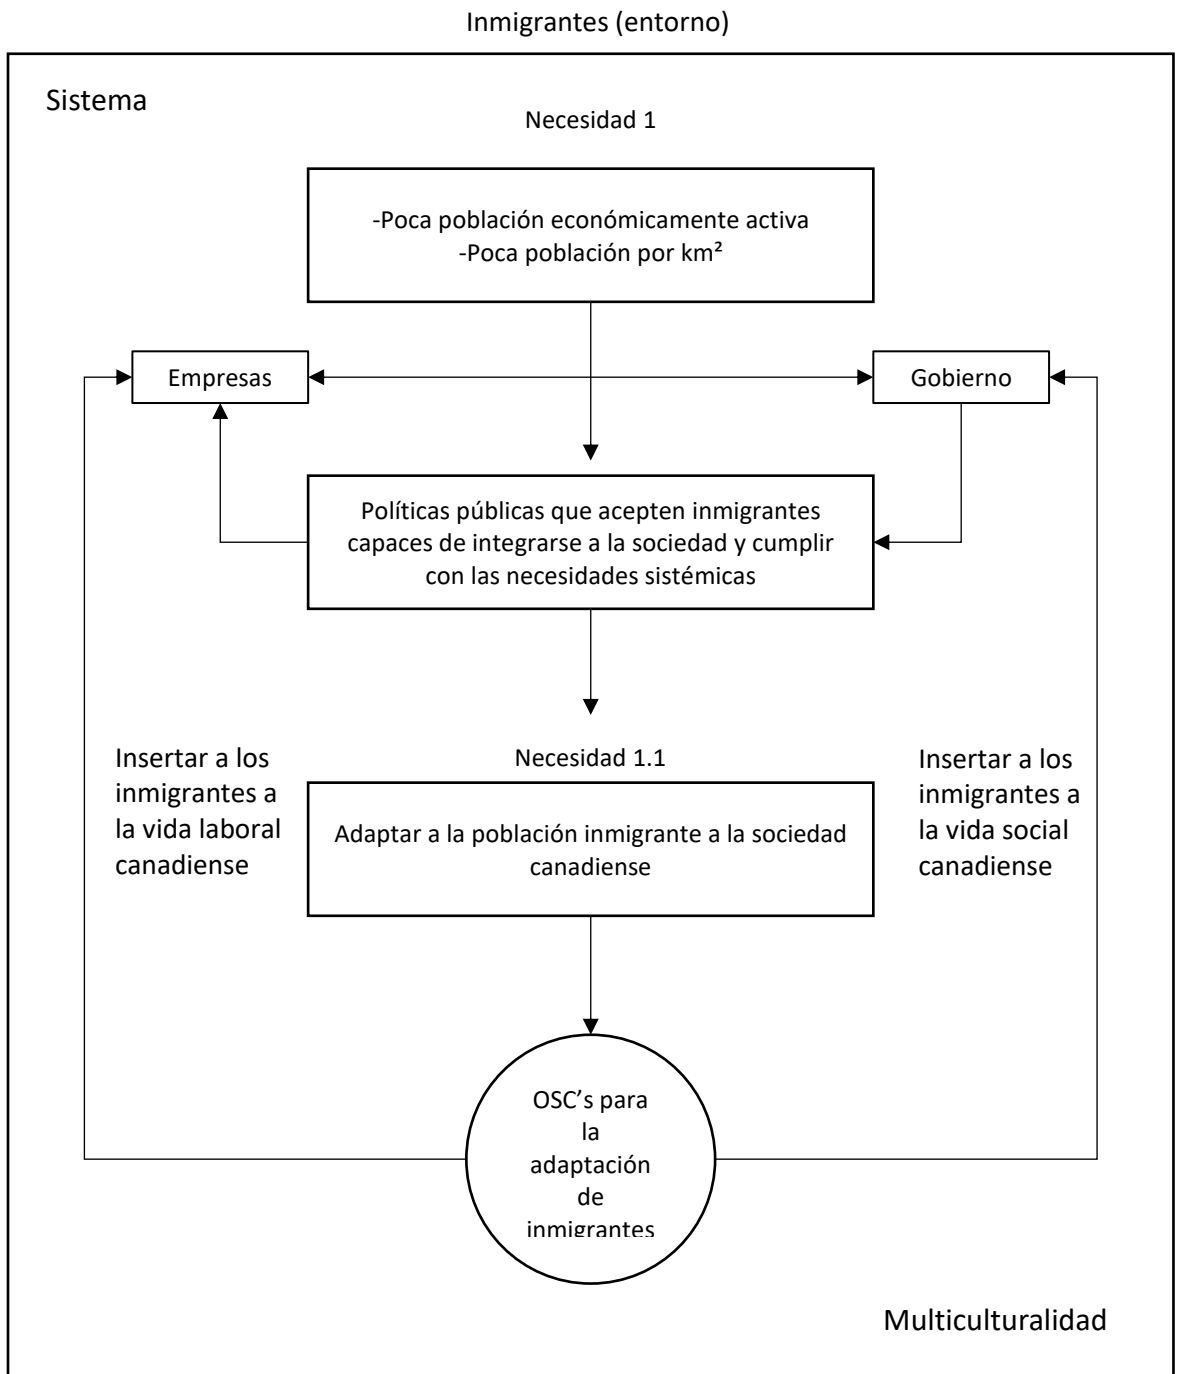 Inmigrantes (entorno)
Sistema
Necesidad 1
-Poca población económicamente activa
-Poca población por km²
Empresas
Gobierno
Políticas públicas que acepten inmigrantes
capaces de integrarse a la sociedad y cumplir
con las necesidades sistémicas
Insertar a los
inmigrantes a
la vida laboral
canadiense
Necesidad 1.1
Adaptar a la población inmigrante a la sociedad
canadiense
Insertar a los
inmigrantes a
la vida social
canadiense
OSC’s para
la
adaptación
de
inmigrantes
Multiculturalidad